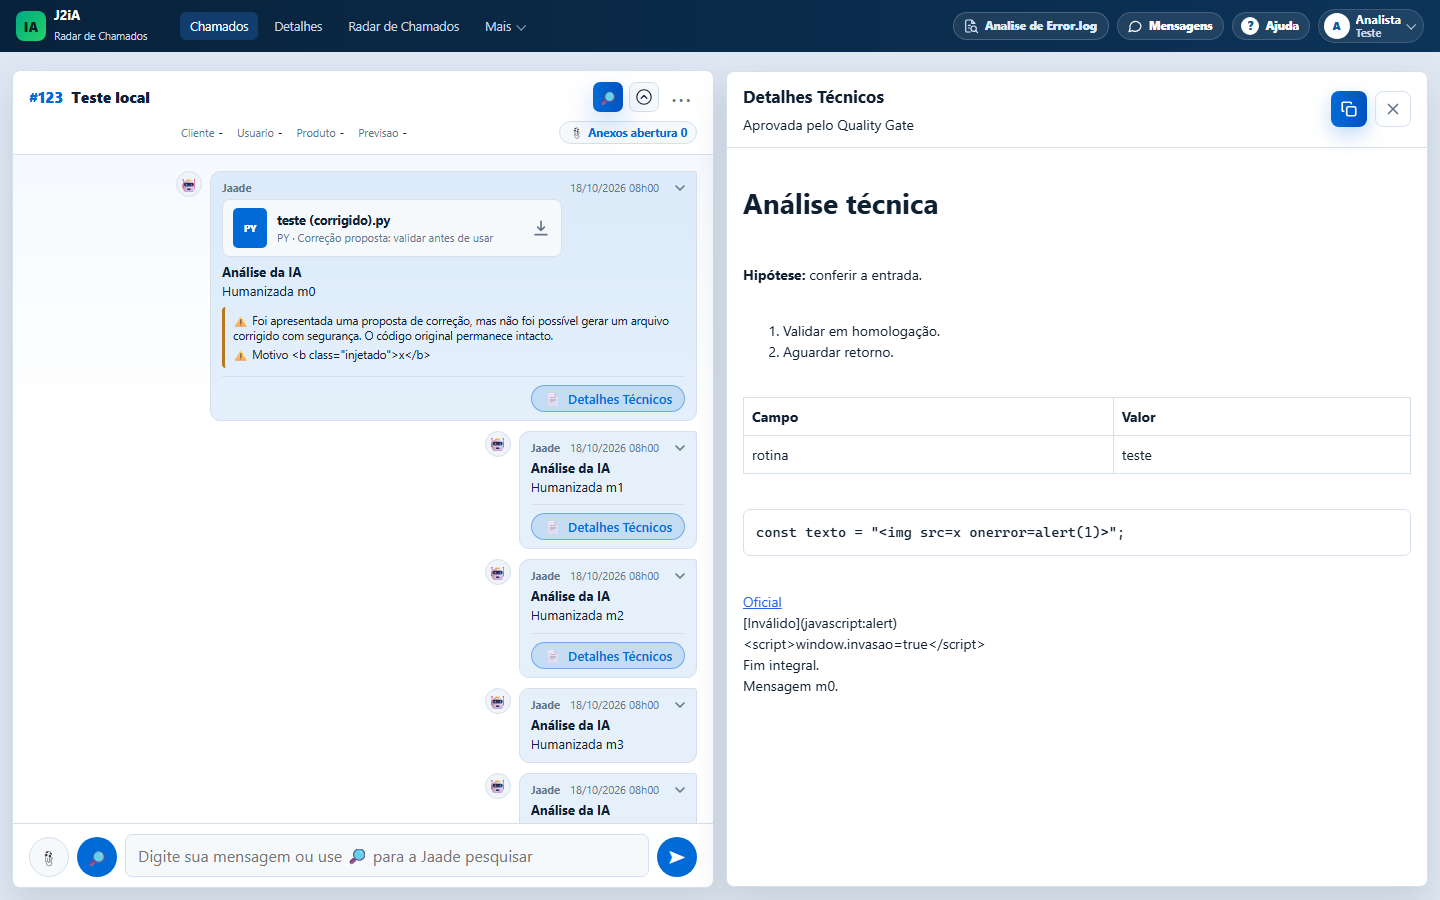 IA
J2iA
Radar de Chamados
Chamados
Detalhes
Radar de Chamados
Mais
Analise de Error.log
Mensagens
? Ajuda
A
Analista
Teste
#123 Teste local
...
Cliente - Usuario - Produto - Previsao -
Anexos abertura 0
Jaade 18/10/2026 08h00
PY
teste (corrigido).py
PY · Correção proposta: validar antes de usar
Análise da IA
Humanizada m0
⚠ Foi apresentada uma proposta de correção, mas não foi possível gerar um arquivo
corrigido com segurança. O código original permanece intacto.
⚠ Motivo <b class="injetado">x</b>
Detalhes Técnicos
Jaade 18/10/2026 08h00
Análise da IA
Humanizada m1
Detalhes Técnicos
Jaade 18/10/2026 08h00
Análise da IA
Humanizada m2
Detalhes Técnicos
Jaade 18/10/2026 08h00
Análise da IA
Humanizada m3
Jaade 18/10/2026 08h00
Análise da IA
Digite sua mensagem ou use 🔎 para a Jaade pesquisar
Detalhes Técnicos
Aprovada pelo Quality Gate
Análise técnica
Hipótese: conferir a entrada.
1. Validar em homologação.
2. Aguardar retorno.
Campo Valor
rotina teste
const texto = "<img src=x onerror=alert(1)>";
Oficial
[Inválido](javascript:alert)
<script>window.invasao=true</script>
Fim integral.
Mensagem m0.